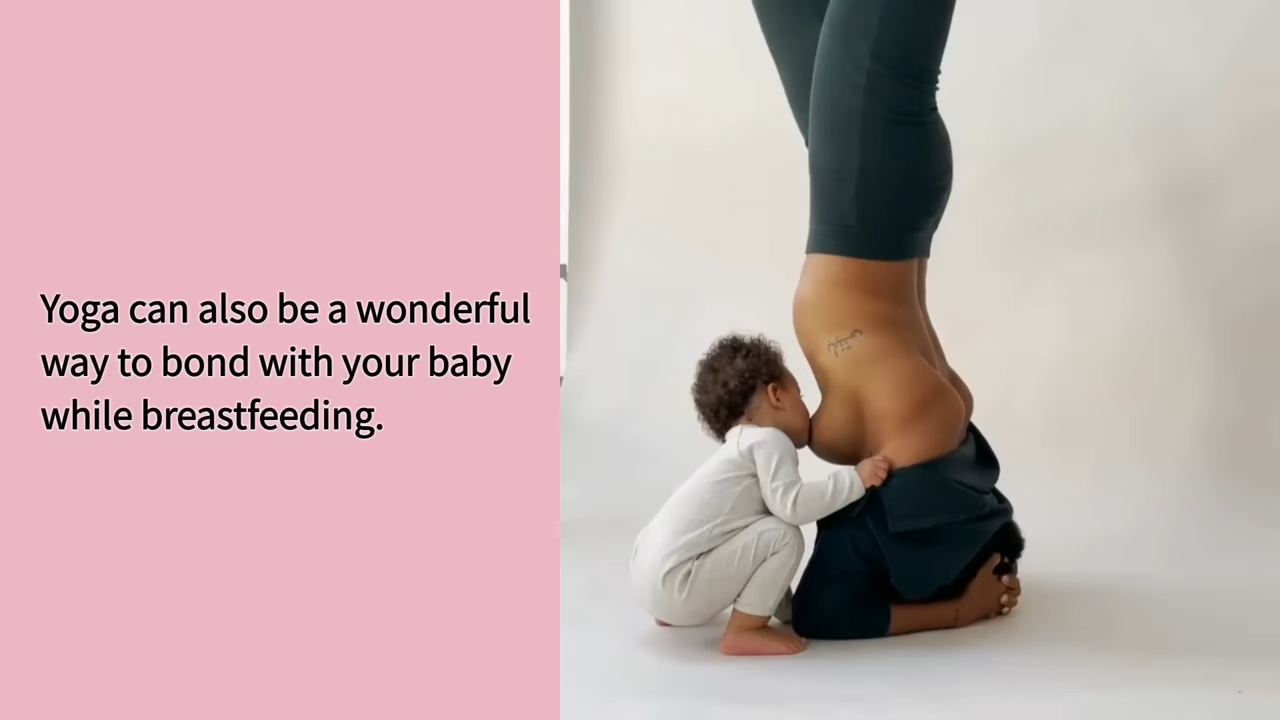 Yoga can also be a wonderful
way to bond with your baby
while breastfeeding.